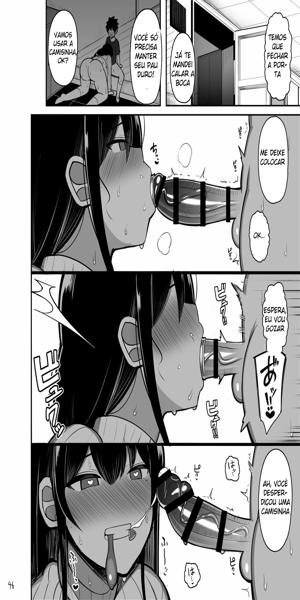 TEMOS
QUE
FECHAR
A POR-
TA
JÁ TE
MANDEI
CALAR A
BOCA
VOCÊ SÓ
PRECISA
MANTER
SEU PAU
DURO!
VAMOS
USAR A
CAMISINHA,
OK?
ME DEIXE
COLOCAR
OK...
ESPERA,
EU VOU
GOZAR
AH, VOCÊ
DESPER-
DIÇOU UMA
CAMISINHA